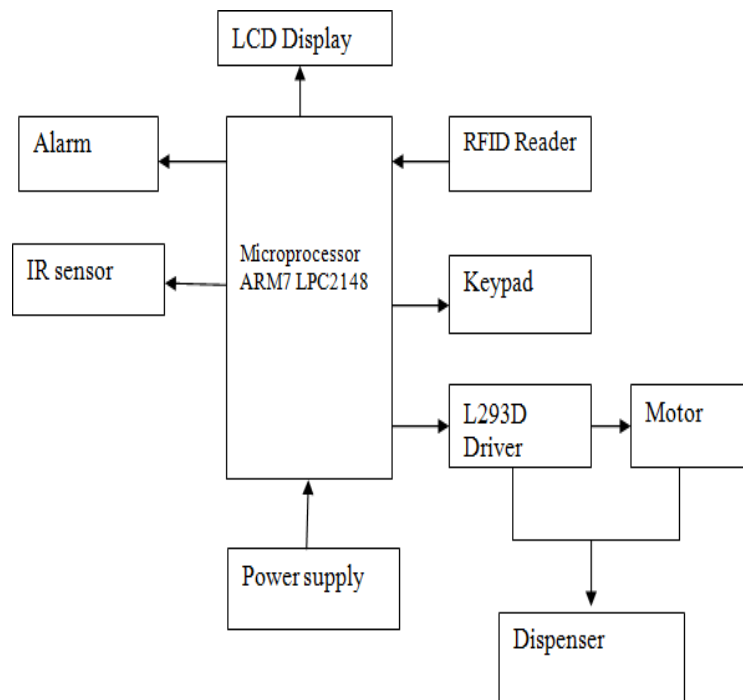 LCD Display
Alarm
RFID Reader
Microprocessor
ARM7 LPC2148
IR sensor
Keypad
L293D
Driver
Motor
Power supply
Dispenser